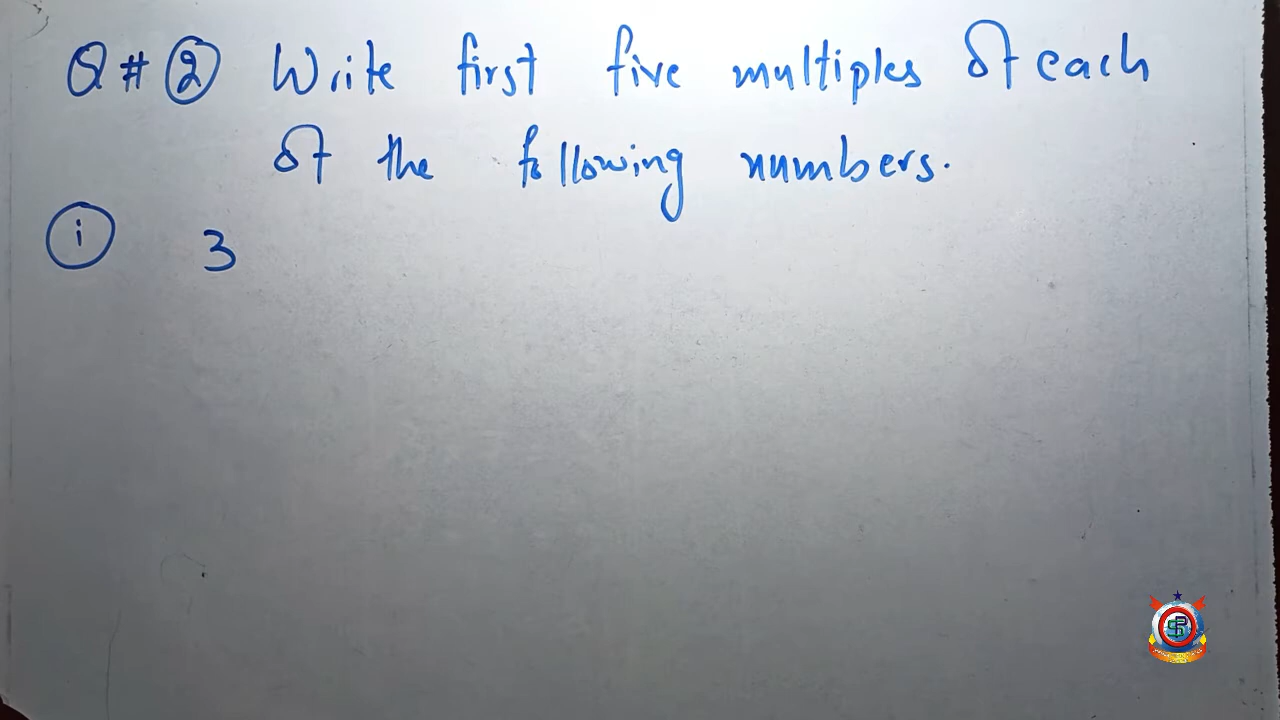 Q # 2 Write first five multiples of each
of the following numbers.
i 3